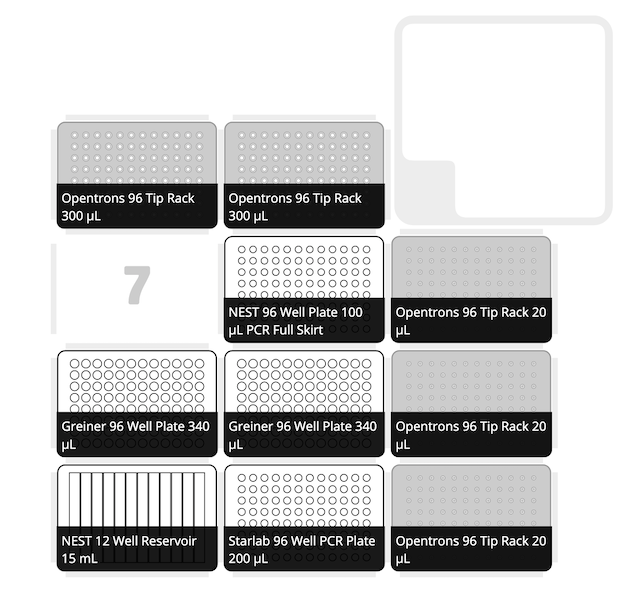 Opentrons 96 Tip Rack
300 µL
Opentrons 96 Tip Rack
300 µL
7
NEST 96 Well Plate 100
µL PCR Full Skirt
Opentrons 96 Tip Rack 20
µL
Greiner 96 Well Plate 340
µL
Greiner 96 Well Plate 340
µL
Opentrons 96 Tip Rack 20
µL
NEST 12 Well Reservoir
15 mL
Starlab 96 Well PCR Plate
200 µL
Opentrons 96 Tip Rack 20
µL